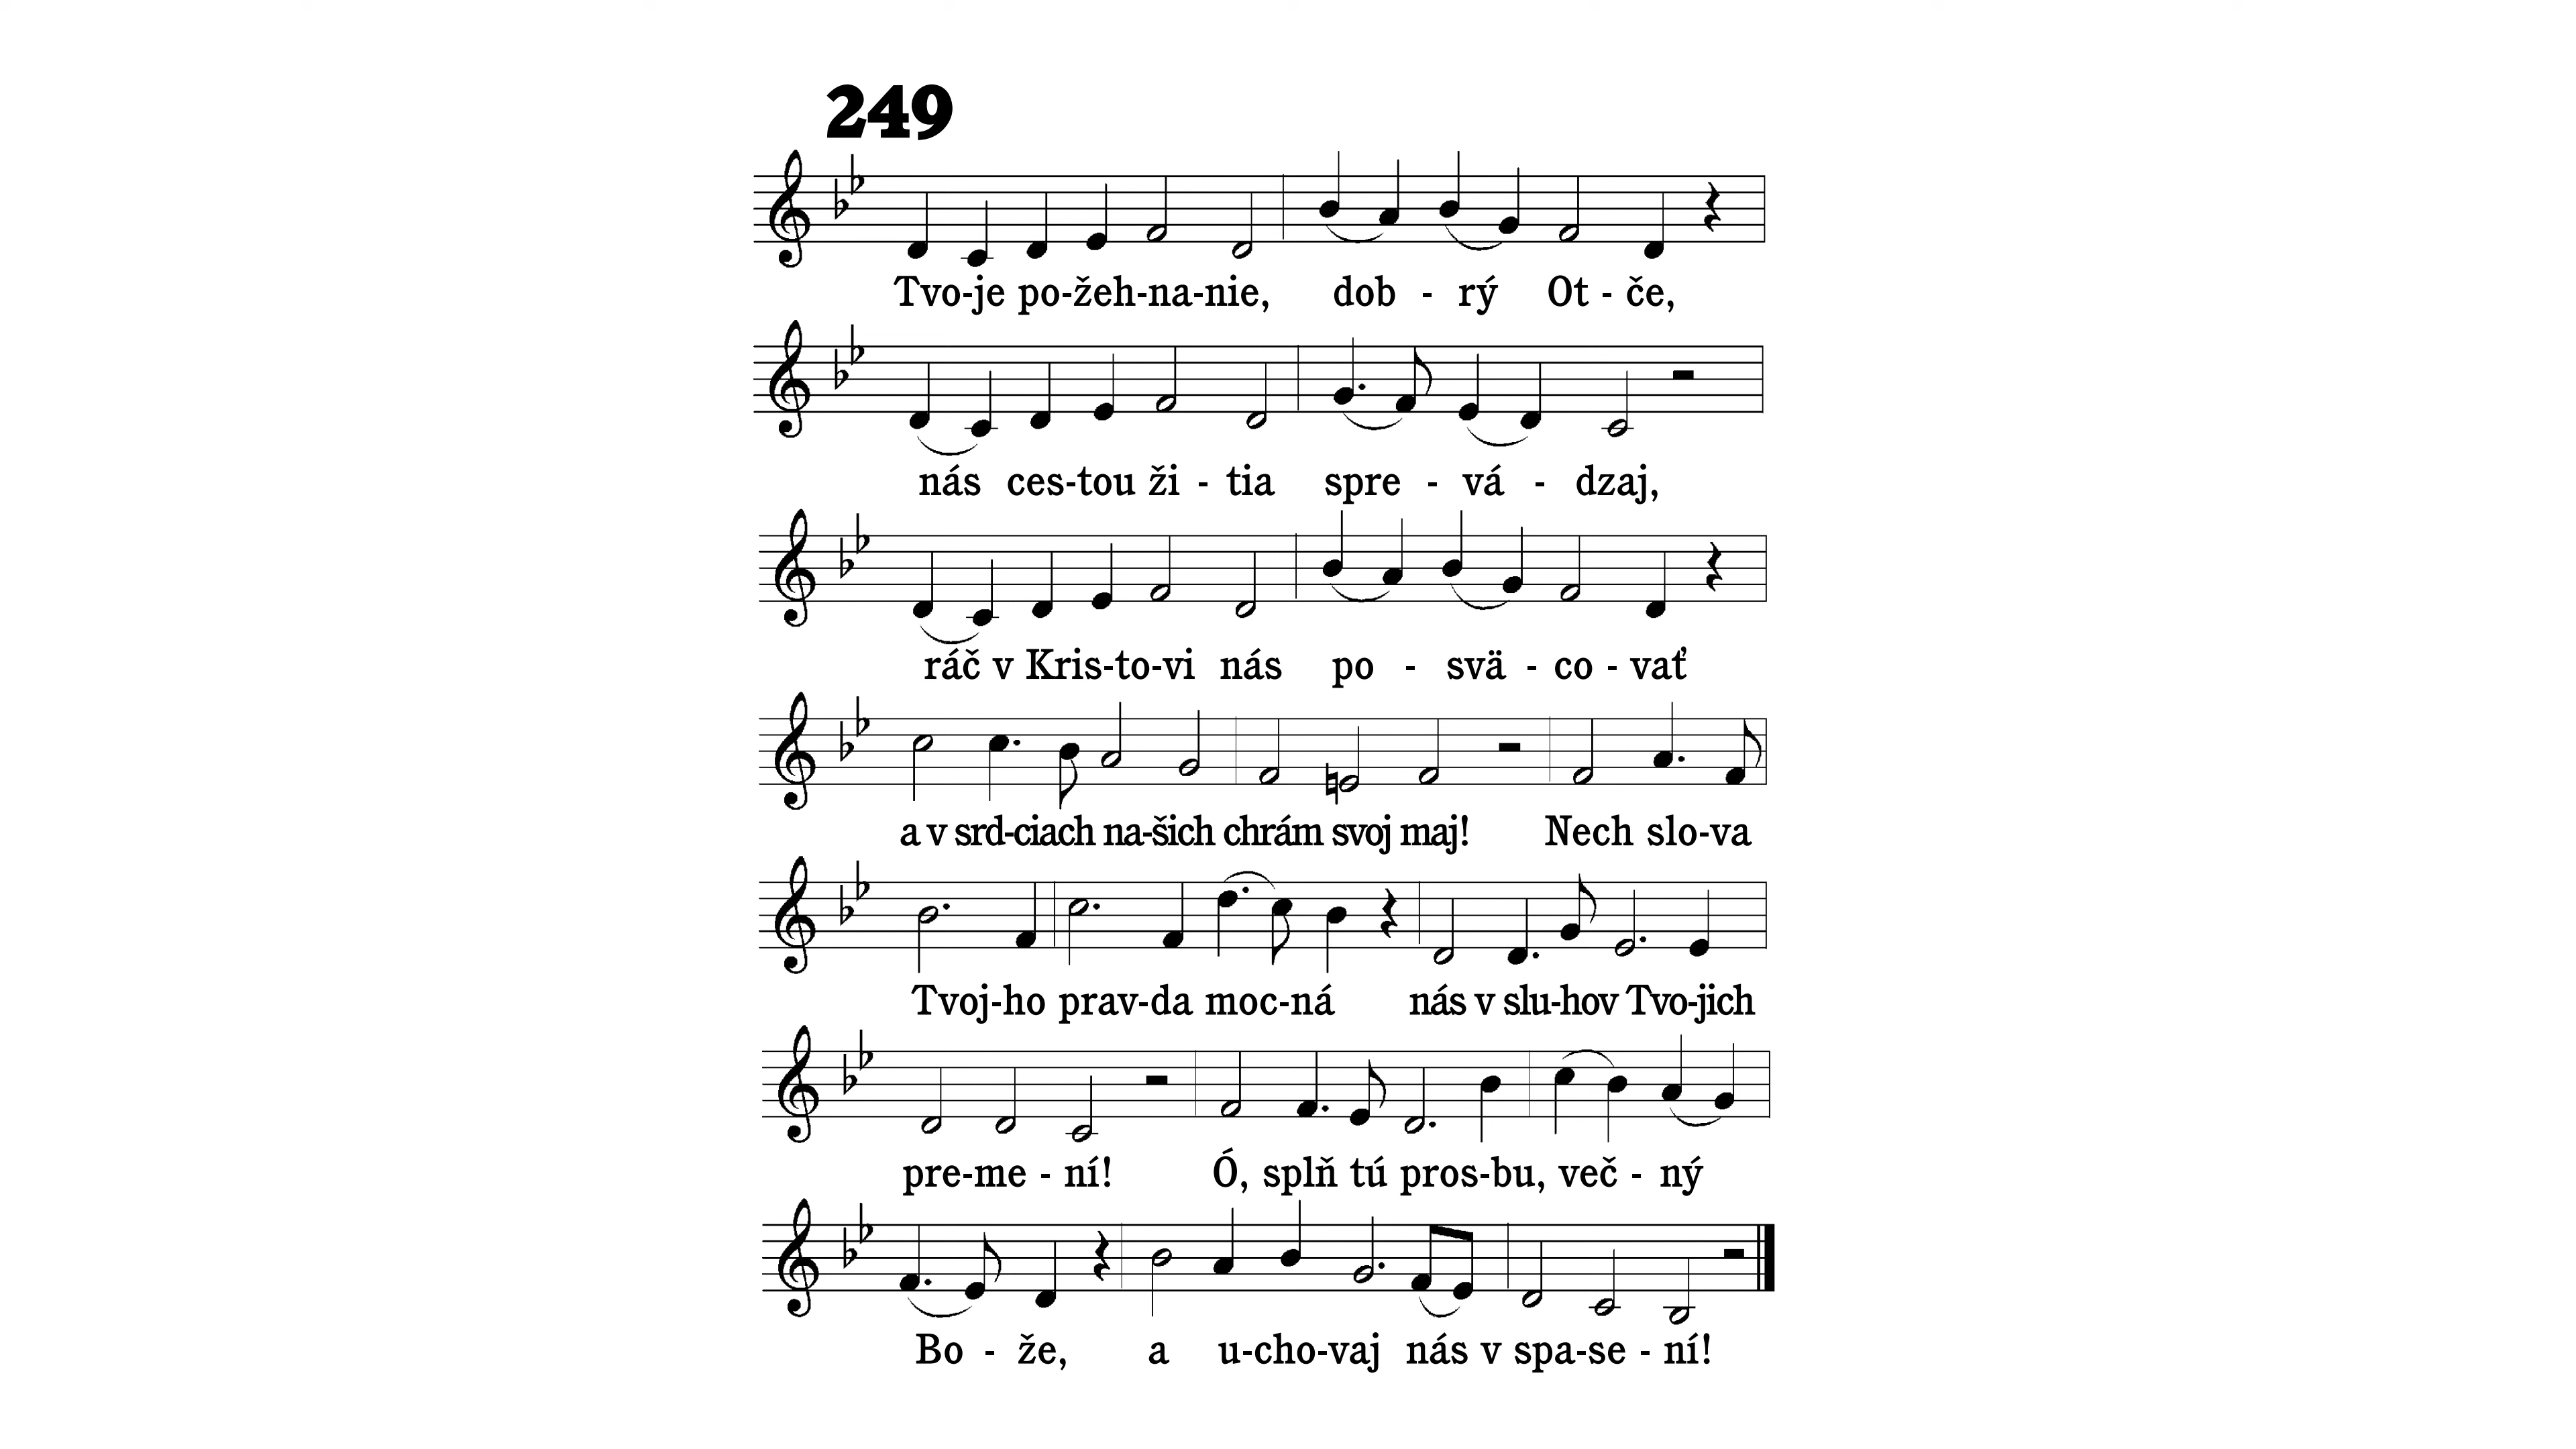 249
Tvo-je po-žeh-na-nie, dob - rý Ot - če,
nás ces-tou ži - tia spre - vá - dzaj,
ráč v Kris-to-vi nás po - svä - co - vať
a v srd-ciach na-šich chrám svoj maj! Nech slo-va
Tvoj-ho prav-da moc-ná nás v slu-hov Tvo-jich
pre-me - ní! Ó, splň tú pros-bu, več - ný
Bo - že, a u-cho-vaj nás v spa-se - ní!